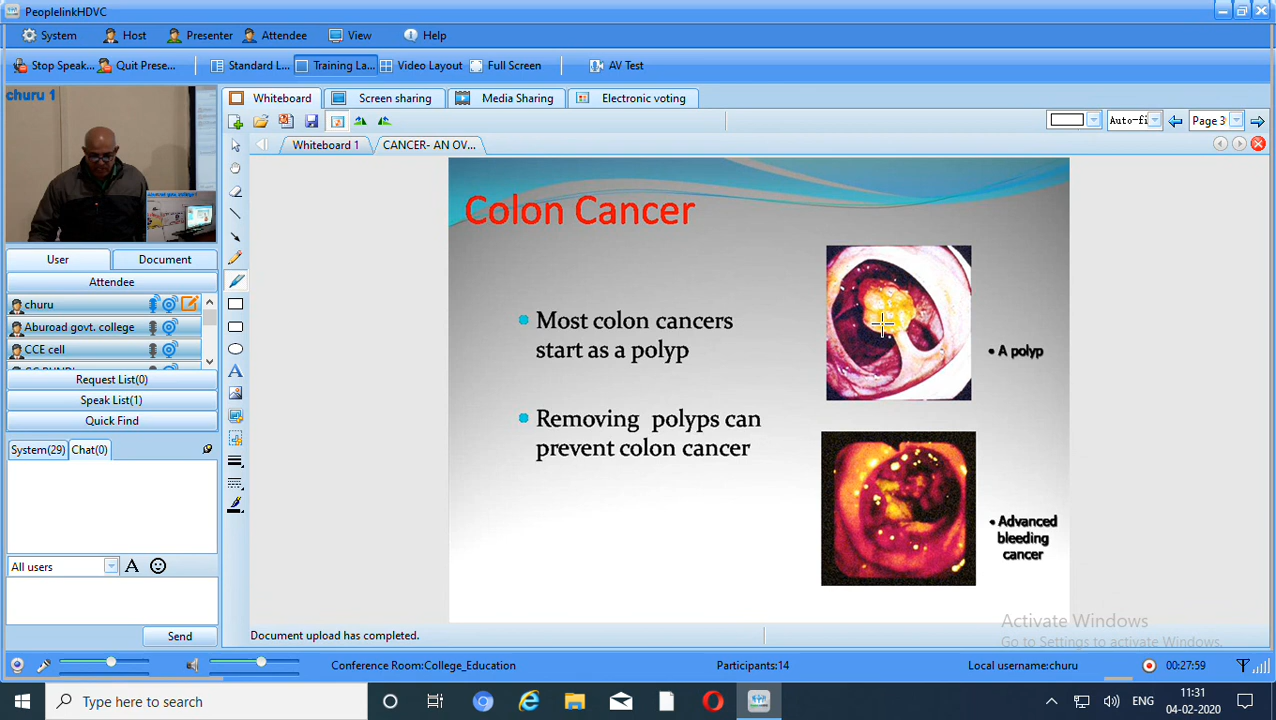 PeoplelinkHDVC
System Host Presenter Attendee View Help
Stop Speak... Quit Prese... Standard L... Training La... Video Layout Full Screen AV Test
churu 1
Whiteboard Screen sharing Media Sharing Electronic voting
Auto-fi Page 3
Whiteboard 1 CANCER- AN OV...
User Document
Attendee
churu
Aburoad govt. college
CCE cell
Request List(0)
Speak List(1)
Quick Find
System(29) Chat(0)
All users A
Send
Colon Cancer
Most colon cancers
start as a polyp
Removing polyps can
prevent colon cancer
• A polyp
• Advanced
bleeding
cancer
Activate Windows
Go to Settings to activate Windows.
Document upload has completed.
Conference Room:College_Education Participants:14 Local username:churu 00:27:59
Type here to search
ENG
11:31
04-02-2020